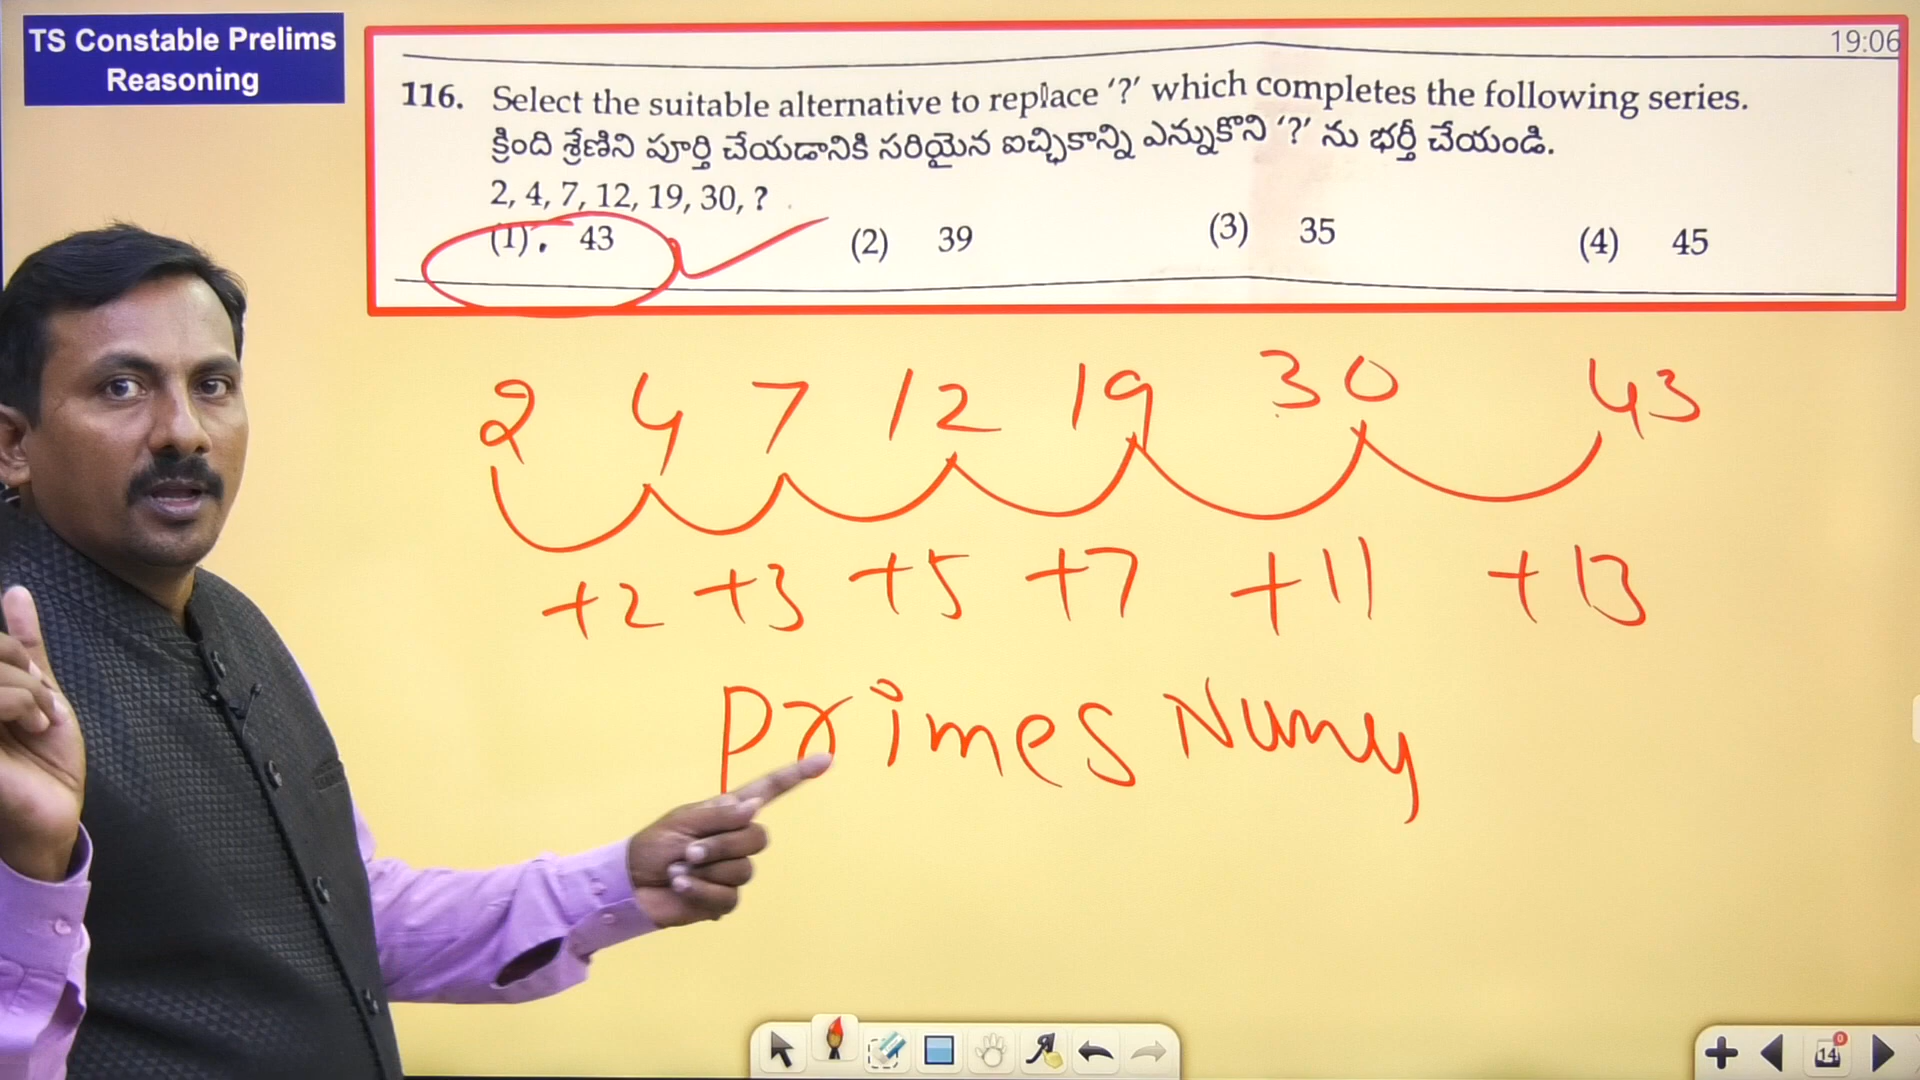 TS Constable Prelims
Reasoning
19:06
116. Select the suitable alternative to replace '?' which completes the following series.
క్రింది శ్రేణిని పూర్తి చేయడానికి సరియైన ఐచ్ఛికాన్ని ఎన్నుకొని '?' ను భర్తీ చేయండి.
2, 4, 7, 12, 19, 30, ?
(1) 43 (2) 39 (3) 35 (4) 45
2 4 7 12 19 30 43
+2 +3 +5 +7 +11 +13
Primes
14
0